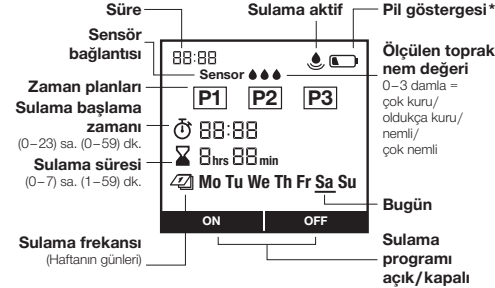 Süre
Sulama aktif
Pil göstergesi*
Sensör
bağlantısı
Zaman planları
Sulama başlama
zamanı
(0–23) sa. (0–59) dk.
Sulama süresi
(0–7) sa. (1–59) dk.
Sulama frekansı
(Haftanın günleri)
88:88
Sensor
P1 P2 P3
88:88
8hrs 88min
Mo Tu We Th Fr Sa Su
ON OFF
Ölçülen toprak
nem değeri
0–3 damla =
çok kuru/
oldukça kuru/
nemli/
çok nemli
Bugün
Sulama
programı
açık/kapalı